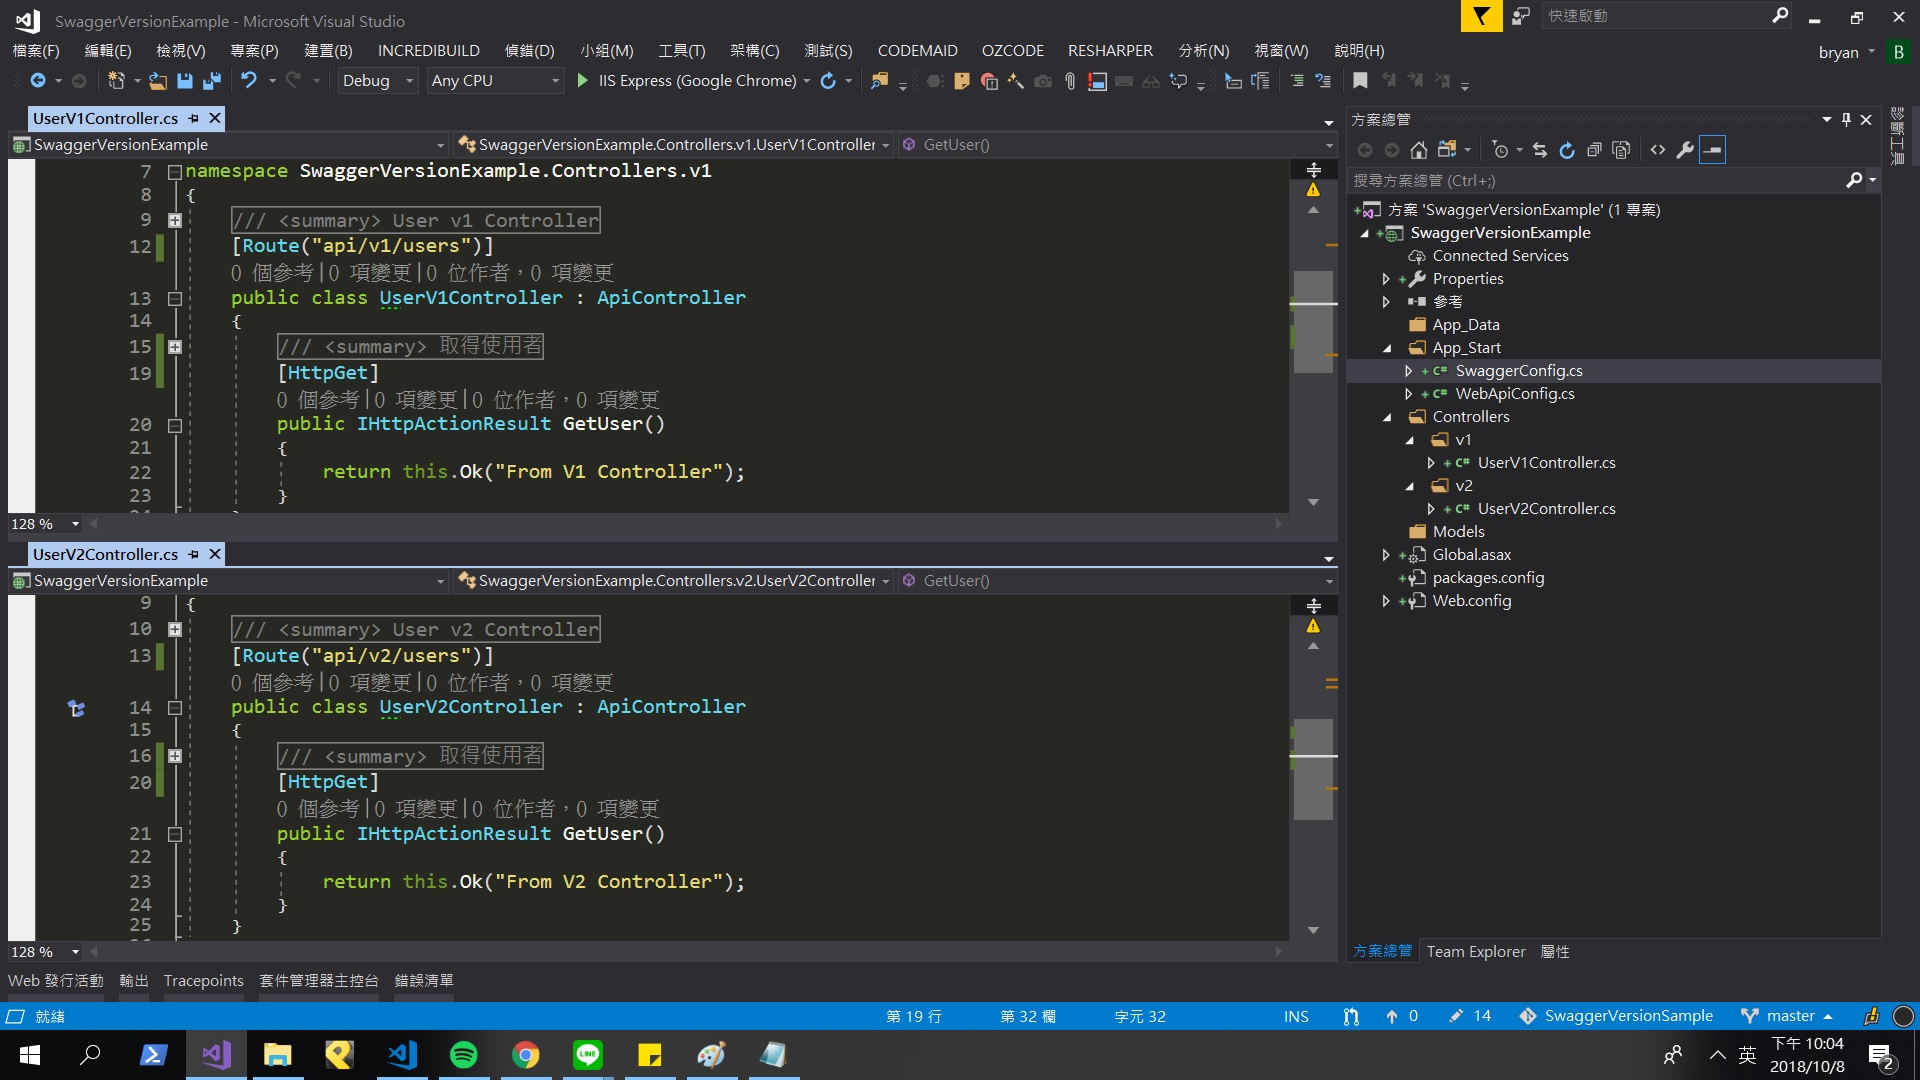 SwaggerVersionExample - Microsoft Visual Studio
快速啟動
檔案(F) 編輯(E) 檢視(V) 專案(P) 建置(B) INCREDIBUILD 偵錯(D) 小組(M) 工具(T) 架構(C) 測試(S) CODEMAID OZCODE RESHARPER 分析(N) 視窗(W) 說明(H)
bryan B
Debug Any CPU IIS Express (Google Chrome)
UserV1Controller.cs
SwaggerVersionExample SwaggerVersionExample.Controllers.v1.UserV1Controller GetUser()
7 namespace SwaggerVersionExample.Controllers.v1
8 {
9 /// <summary> User v1 Controller
12 [Route("api/v1/users")]
0 個參考|0 項變更|0 位作者，0 項變更
13 public class UserV1Controller : ApiController
14 {
15 /// <summary> 取得使用者
19 [HttpGet]
0 個參考|0 項變更|0 位作者，0 項變更
20 public IHttpActionResult GetUser()
21 {
22 return this.Ok("From V1 Controller");
23 }
128 %
UserV2Controller.cs
SwaggerVersionExample SwaggerVersionExample.Controllers.v2.UserV2Controller GetUser()
9 {
10 /// <summary> User v2 Controller
13 [Route("api/v2/users")]
0 個參考|0 項變更|0 位作者，0 項變更
14 public class UserV2Controller : ApiController
15 {
16 /// <summary> 取得使用者
20 [HttpGet]
0 個參考|0 項變更|0 位作者，0 項變更
21 public IHttpActionResult GetUser()
22 {
23 return this.Ok("From V2 Controller");
24 }
25 }
128 %
方案總管
搜尋方案總管 (Ctrl+;)
方案 'SwaggerVersionExample' (1 專案)
SwaggerVersionExample
Connected Services
Properties
參考
App_Data
App_Start
C# SwaggerConfig.cs
C# WebApiConfig.cs
Controllers
v1
C# UserV1Controller.cs
v2
C# UserV2Controller.cs
Models
Global.asax
packages.config
Web.config
方案總管 Team Explorer 屬性
診斷工具
Web 發行活動 輸出 Tracepoints 套件管理器主控台 錯誤清單
就緒 第 19 行 第 32 欄 字元 32 INS 0 14 SwaggerVersionSample master
LINE
英
下午 10:04
2018/10/8
2